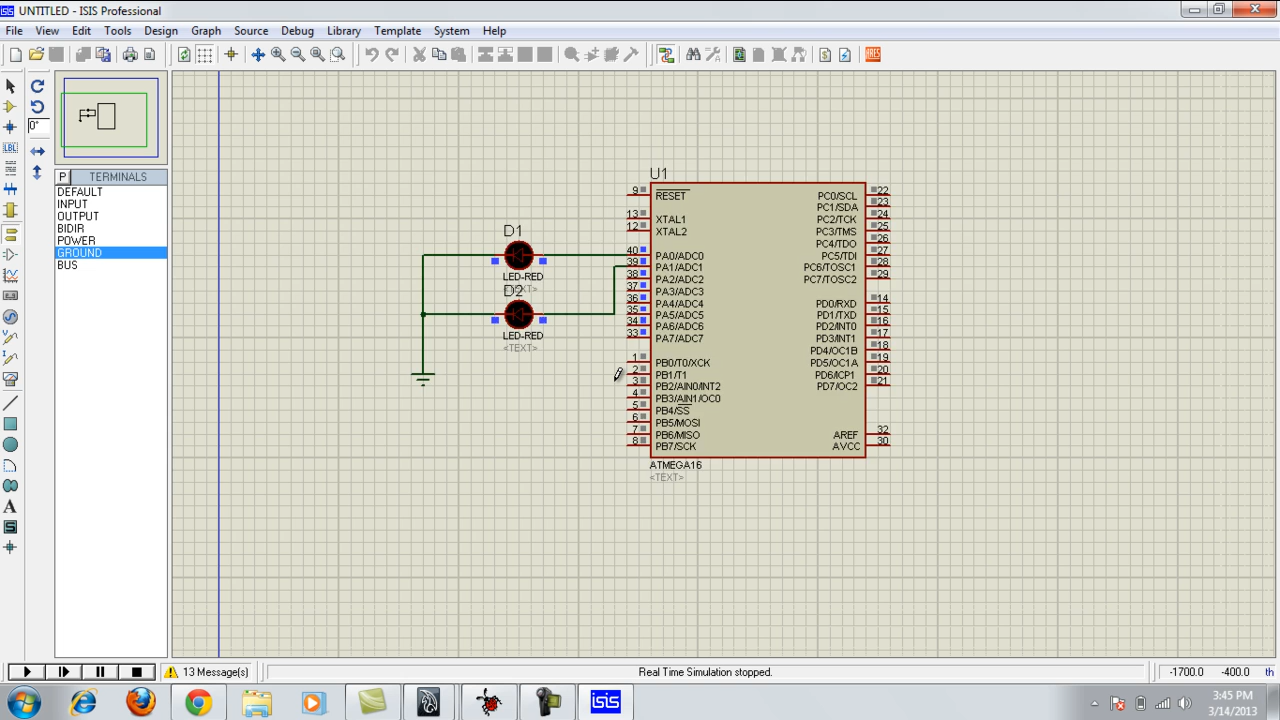 UNTITLED - ISIS Professional
File View Edit Tools Design Graph Source Debug Library Template System Help
0°
LBL
P TERMINALS
DEFAULT
INPUT
OUTPUT
BIDIR
POWER
GROUND
BUS
A
S
D1
LED-RED
<TEXT>
D2
LED-RED
<TEXT>
U1
9 RESET PC0/SCL 22
PC1/SDA 23
13 XTAL1 PC2/TCK 24
12 XTAL2 PC3/TMS 25
PC4/TDO 26
40 PA0/ADC0 PC5/TDI 27
39 PA1/ADC1 PC6/TOSC1 28
38 PA2/ADC2 PC7/TOSC2 29
37 PA3/ADC3
36 PA4/ADC4 PD0/RXD 14
35 PA5/ADC5 PD1/TXD 15
34 PA6/ADC6 PD2/INT0 16
33 PA7/ADC7 PD3/INT1 17
PD4/OC1B 18
1 PB0/T0/XCK PD5/OC1A 19
2 PB1/T1 PD6/ICP1 20
3 PB2/AIN0/INT2 PD7/OC2 21
4 PB3/AIN1/OC0
5 PB4/SS
6 PB5/MOSI
7 PB6/MISO AREF 32
8 PB7/SCK AVCC 30
ATMEGA16
<TEXT>
13 Message(s) Real Time Simulation stopped. -1700.0 -400.0 th
3:45 PM
3/14/2013